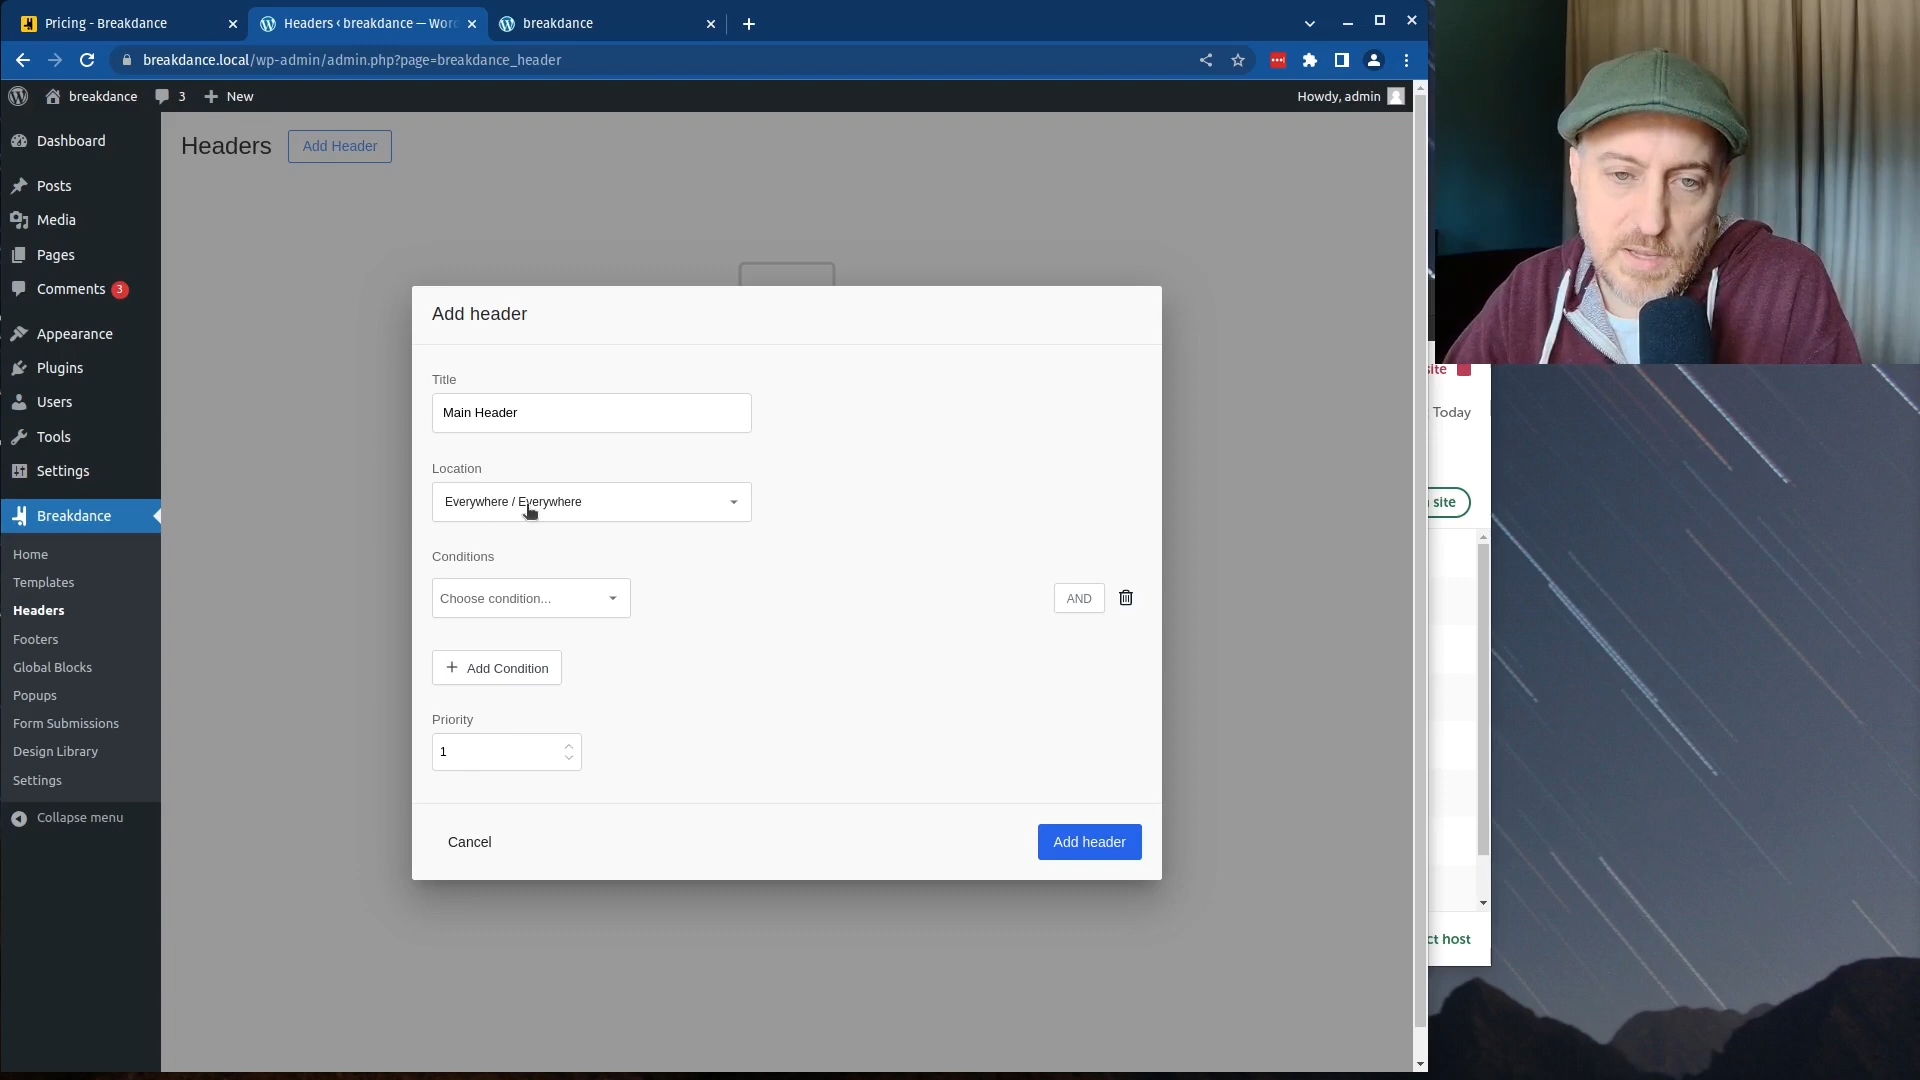 Pricing - Breakdance
Headers ‹ breakdance — Wor
breakdance
breakdance.local/wp-admin/admin.php?page=breakdance_header
breakdance
3
New
Howdy, admin
Dashboard
Posts
Media
Pages
Comments 3
Appearance
Plugins
Users
Tools
Settings
Breakdance
Home
Templates
Headers
Footers
Global Blocks
Popups
Form Submissions
Design Library
Settings
Collapse menu
Headers
Add Header
Add header
Title
Main Header
Location
Everywhere / Everywhere
Conditions
Choose condition...
AND
Add Condition
Priority
1
Cancel
Add header
site
Today
site
ct host